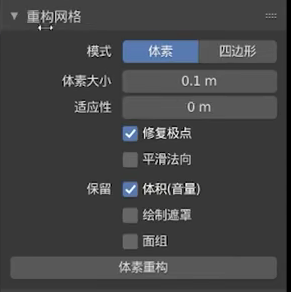 重构网格
模式 体素 四边形
体素大小 0.1 m
适应性 0 m
修复极点
平滑法向
保留 体积(音量)
绘制遮罩
面组
体素重构